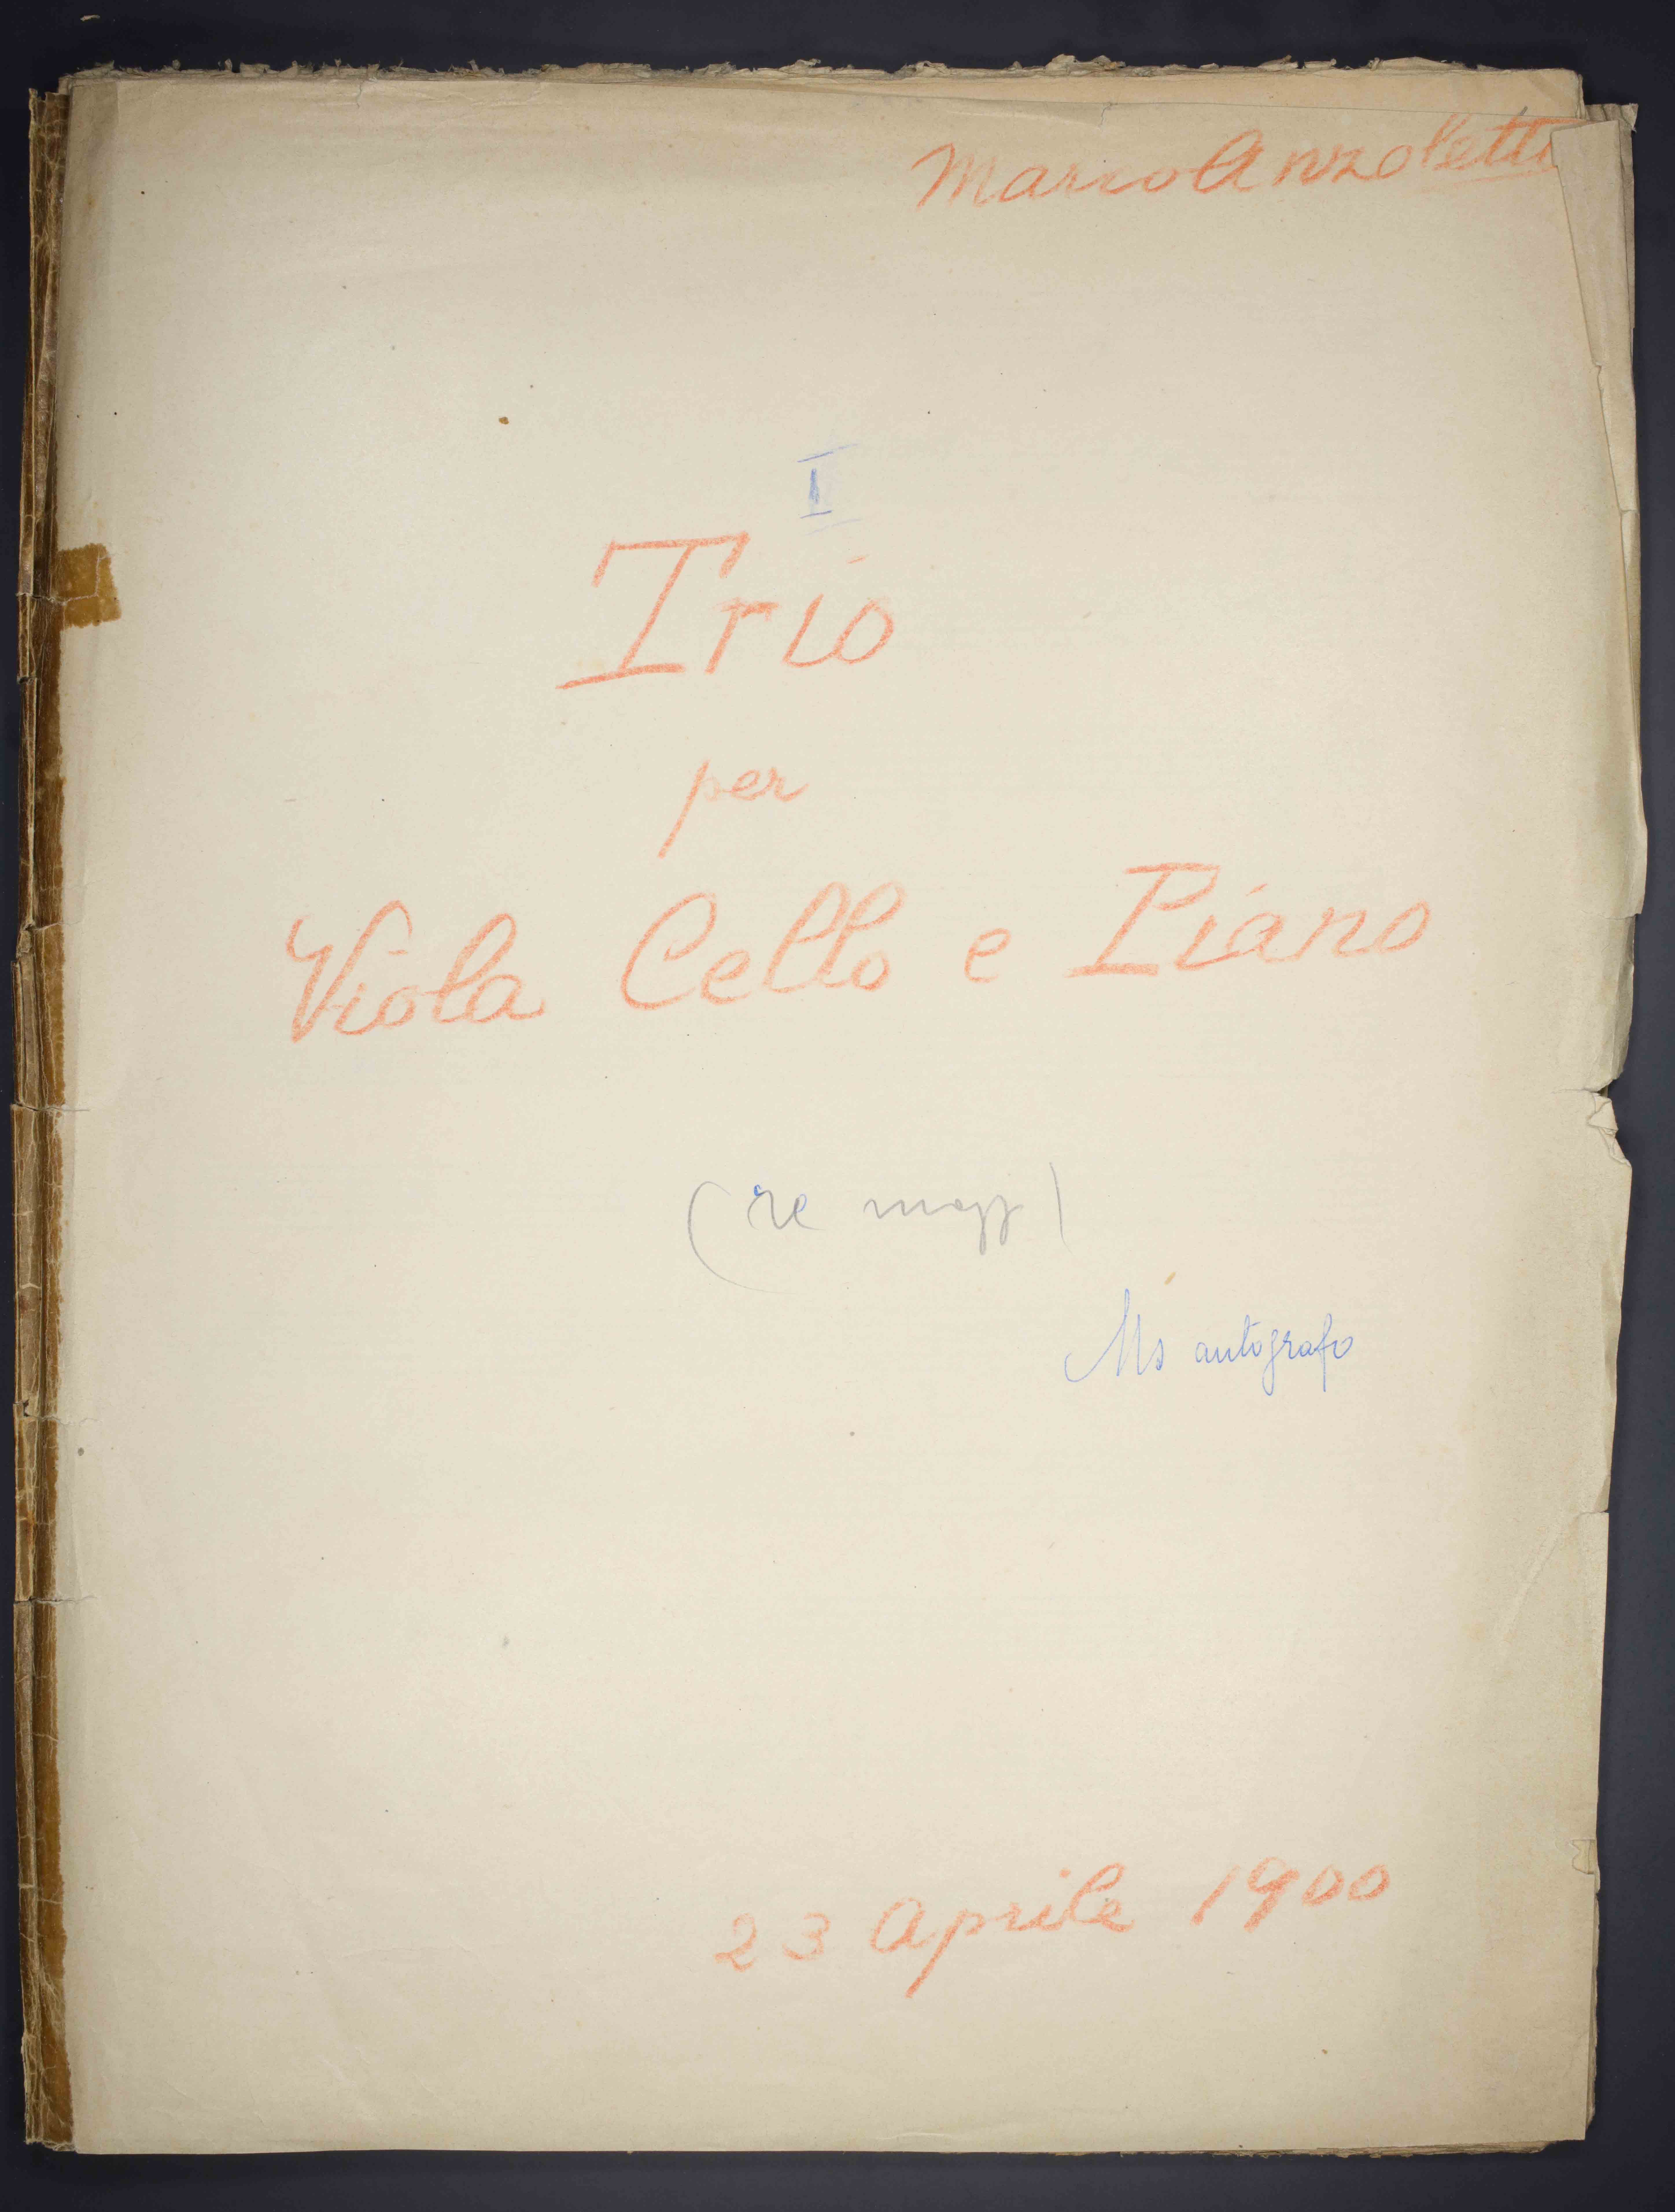 Marco Anzoletti
I
Trio
per
Viola Cello e Piano
(re magg)
Ms autografo
23 Aprile 1900